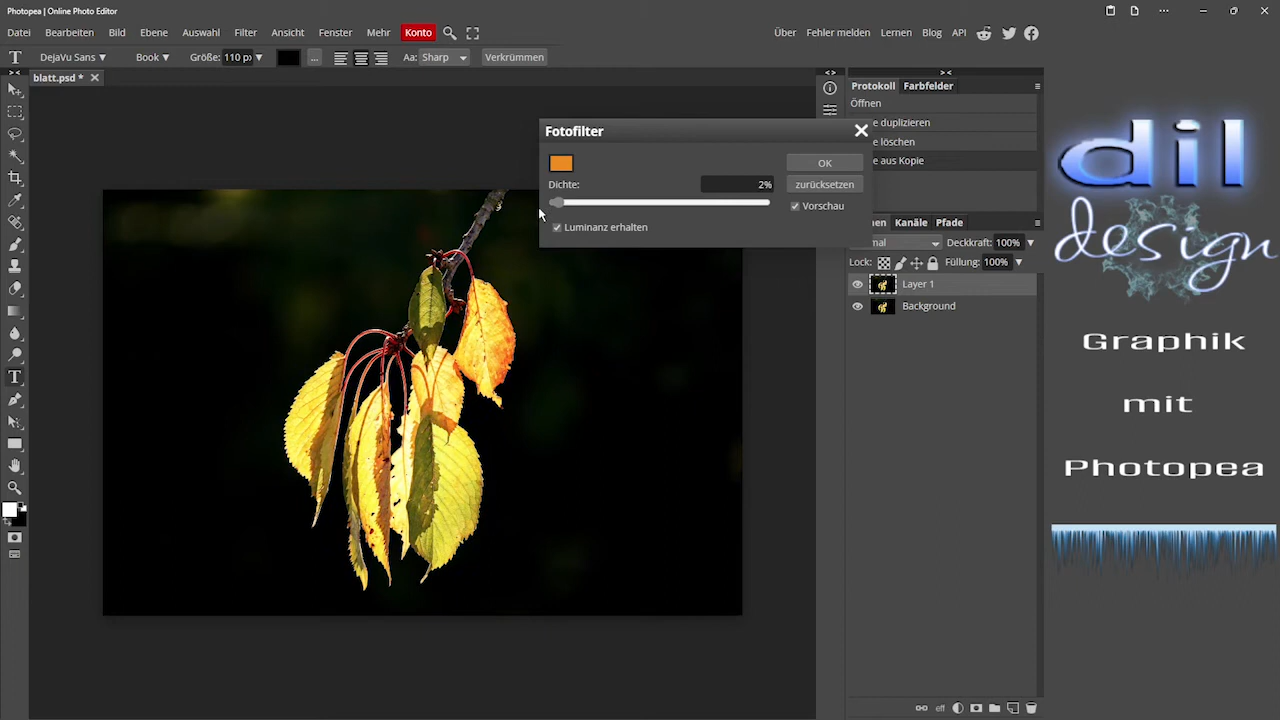 Photopea | Online Photo Editor
Datei Bearbeiten Bild Ebene Auswahl Filter Ansicht Fenster Mehr Konto Über Fehler melden Lernen Blog API
T DejaVu Sans Book Größe: 110 p ... Aa: Sharp Verkrümmen
blatt.psd *
Protokoll Farbfelder
Öffnen
e duplizieren
e löschen
e aus Kopie
Fotofilter
OK
Dichte: 2% zurücksetzen
Vorschau
Luminanz erhalten
en Kanäle Pfade
mal Deckkraft: 100%
Lock: Füllung: 100%
Layer 1
Background
eff
dil
design
Graphik
mit
Photopea